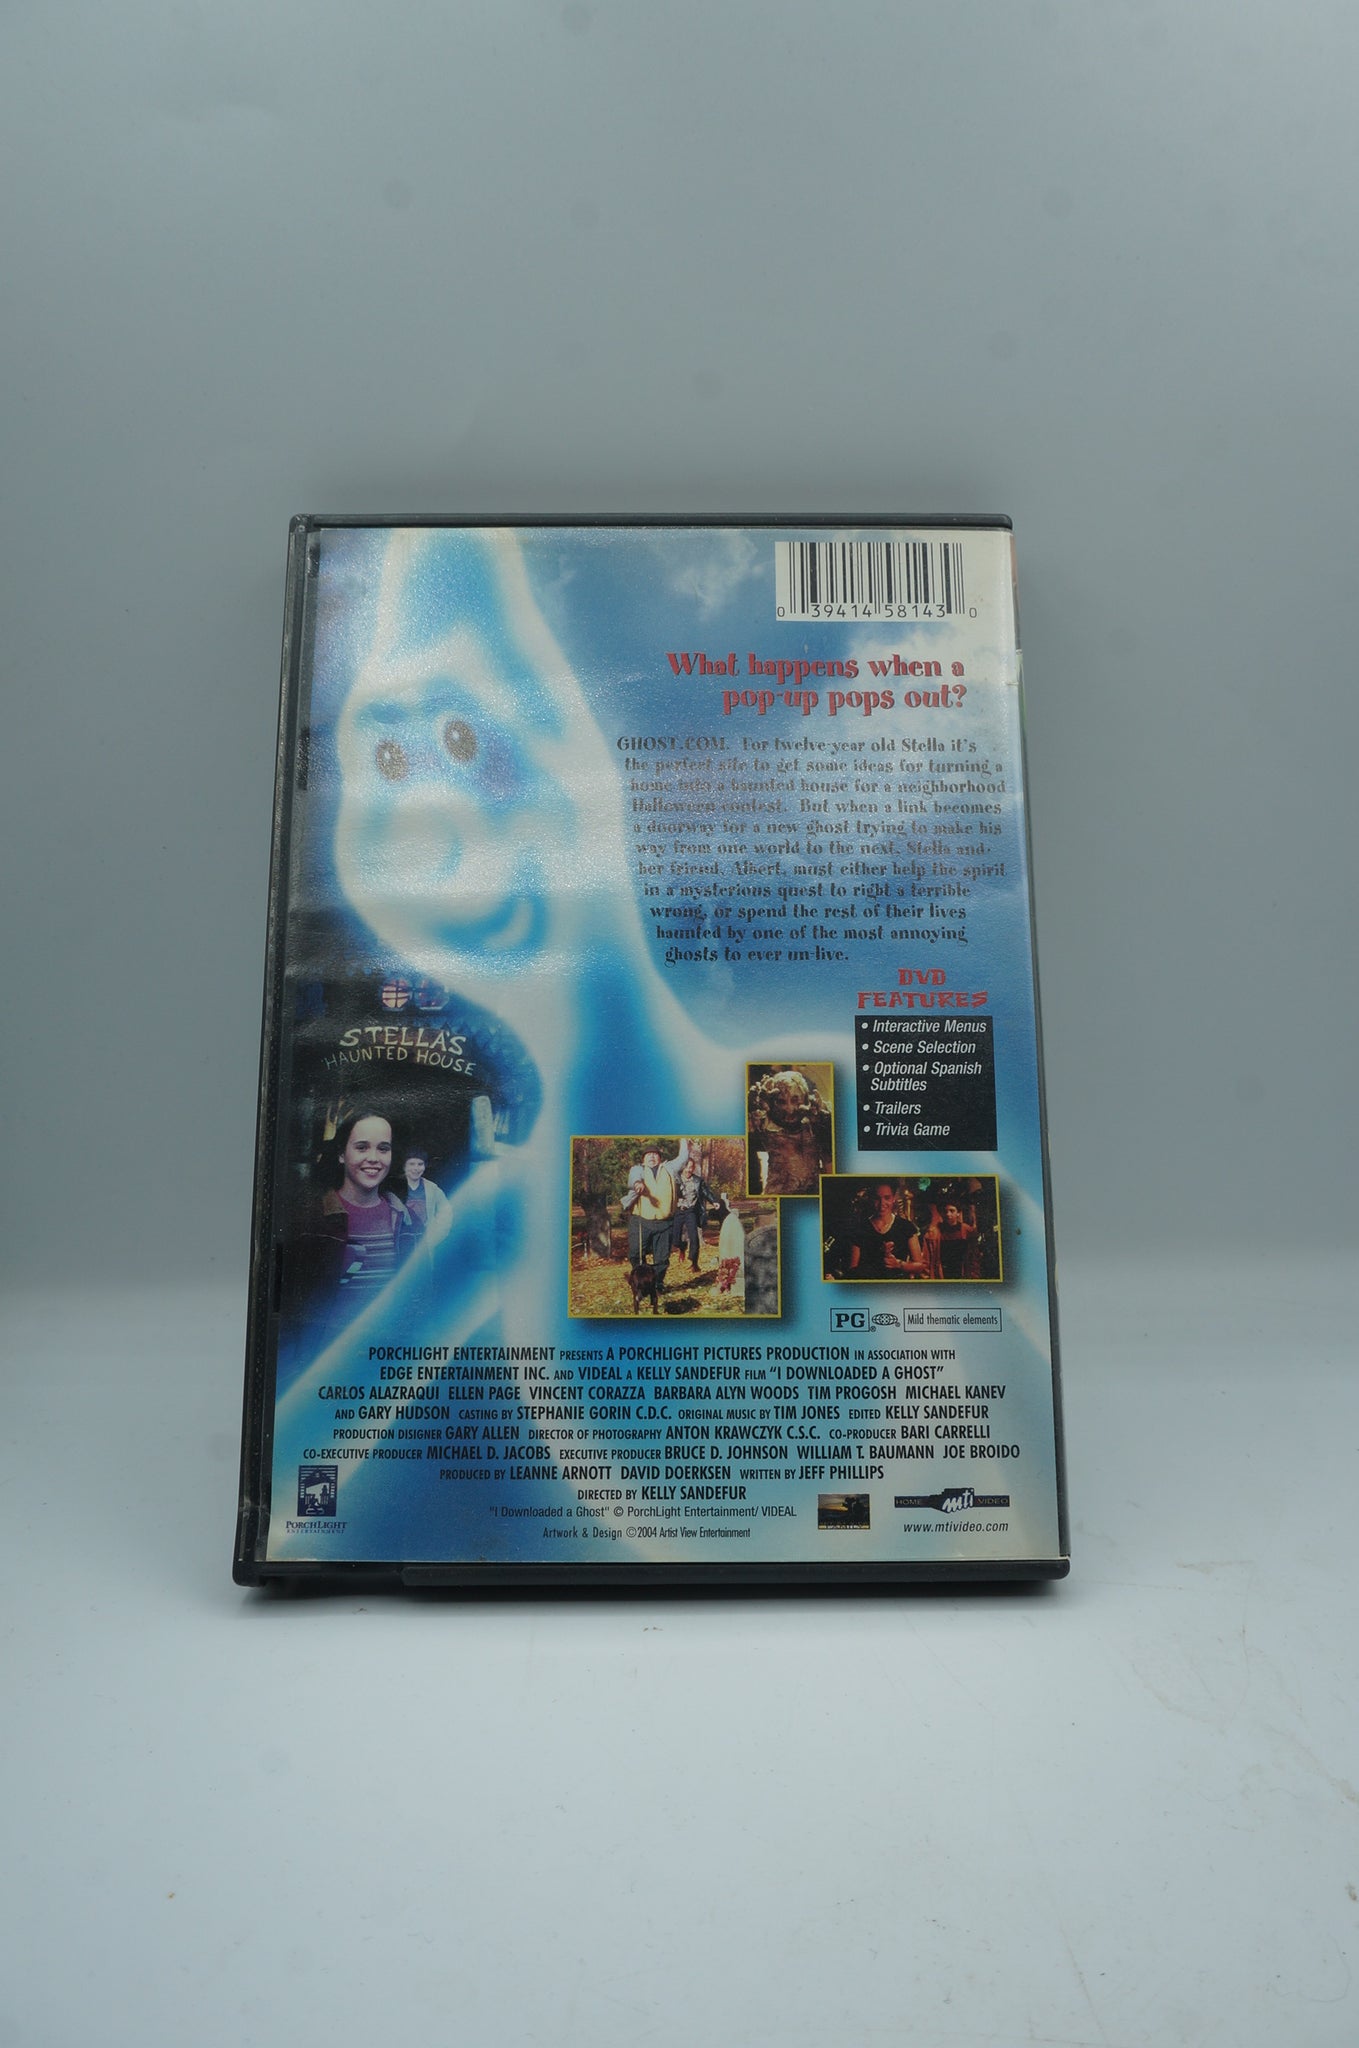 0 39414 58143 0
What happens when a
pop-up pops out?
GHOST.COM. For twelve-year old Stella it's
the perfect site to get some ideas for turning a
home into a haunted house for a neighborhood
Halloween contest. But when a link becomes
a doorway for a new ghost trying to make his
way from one world to the next, Stella and
her friend, Albert, must either help the spirit
in a mysterious quest to right a terrible
wrong, or spend the rest of their lives
haunted by one of the most annoying
ghosts to ever un-live.
DVD
FEATURES
• Interactive Menus
• Scene Selection
• Optional Spanish
Subtitles
• Trailers
• Trivia Game
STELLA'S
HAUNTED HOUSE
PG ® Mild thematic elements
PORCHLIGHT ENTERTAINMENT PRESENTS A PORCHLIGHT PICTURES PRODUCTION IN ASSOCIATION WITH
EDGE ENTERTAINMENT INC. AND VIDEAL A KELLY SANDEFUR FILM "I DOWNLOADED A GHOST"
CARLOS ALAZRAQUI ELLEN PAGE VINCENT CORAZZA BARBARA ALYN WOODS TIM PROGOSH MICHAEL KANEV
AND GARY HUDSON CASTING BY STEPHANIE GORIN C.D.C. ORIGINAL MUSIC BY TIM JONES EDITED KELLY SANDEFUR
PRODUCTION DISIGNER GARY ALLEN DIRECTOR OF PHOTOGRAPHY ANTON KRAWCZYK C.S.C. CO-PRODUCER BARI CARRELLI
CO-EXECUTIVE PRODUCER MICHAEL D. JACOBS EXECUTIVE PRODUCER BRUCE D. JOHNSON WILLIAM T. BAUMANN JOE BROIDO
PRODUCED BY LEANNE ARNOTT DAVID DOERKSEN WRITTEN BY JEFF PHILLIPS
DIRECTED BY KELLY SANDEFUR
"I Downloaded a Ghost" © PorchLight Entertainment/ VIDEAL
Artwork & Design ©2004 Artist View Entertainment
PORCHLIGHT
ENTERTAINMENT
FAMILY
HOME mti VIDEO
www.mtivideo.com